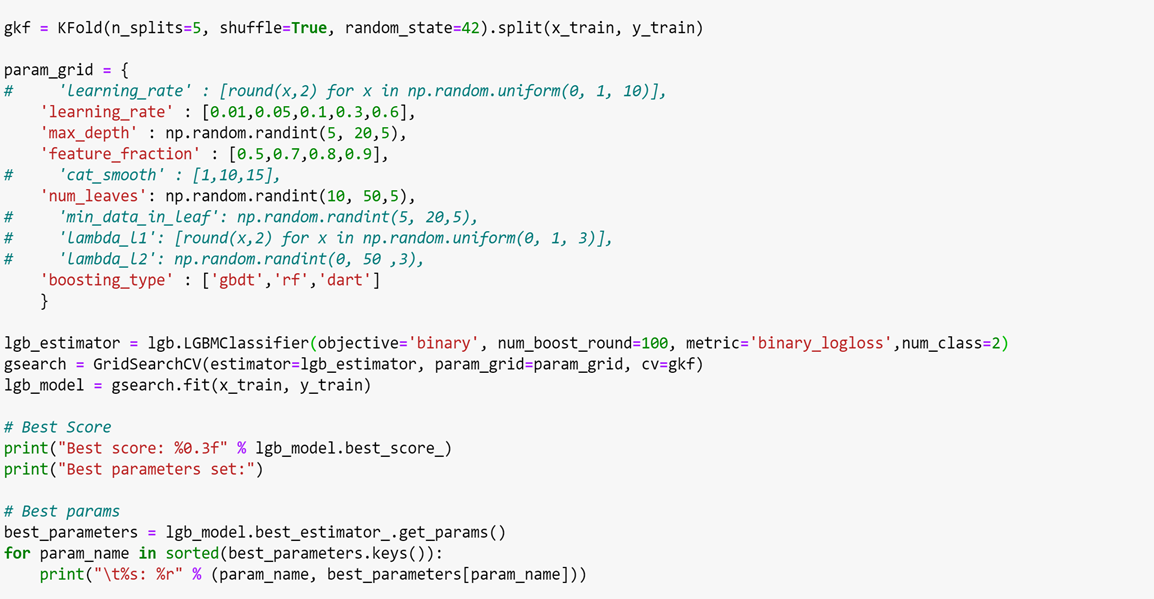 gkf = KFold(n_splits=5, shuffle=True, random_state=42).split(x_train, y_train)

param_grid = {
#     'learning_rate' : [round(x,2) for x in np.random.uniform(0, 1, 10)],
    'learning_rate' : [0.01,0.05,0.1,0.3,0.6],
    'max_depth' : np.random.randint(5, 20,5),
    'feature_fraction' : [0.5,0.7,0.8,0.9],
#     'cat_smooth' : [1,10,15],
    'num_leaves': np.random.randint(10, 50,5),
#     'min_data_in_leaf': np.random.randint(5, 20,5),
#     'lambda_l1': [round(x,2) for x in np.random.uniform(0, 1, 3)],
#     'lambda_l2': np.random.randint(0, 50 ,3),
    'boosting_type' : ['gbdt','rf','dart']
    }

lgb_estimator = lgb.LGBMClassifier(objective='binary', num_boost_round=100, metric='binary_logloss',num_class=2)
gsearch = GridSearchCV(estimator=lgb_estimator, param_grid=param_grid, cv=gkf)
lgb_model = gsearch.fit(x_train, y_train)

# Best Score
print("Best score: %0.3f" % lgb_model.best_score_)
print("Best parameters set:")

# Best params
best_parameters = lgb_model.best_estimator_.get_params()
for param_name in sorted(best_parameters.keys()):
    print("\t%s: %r" % (param_name, best_parameters[param_name]))